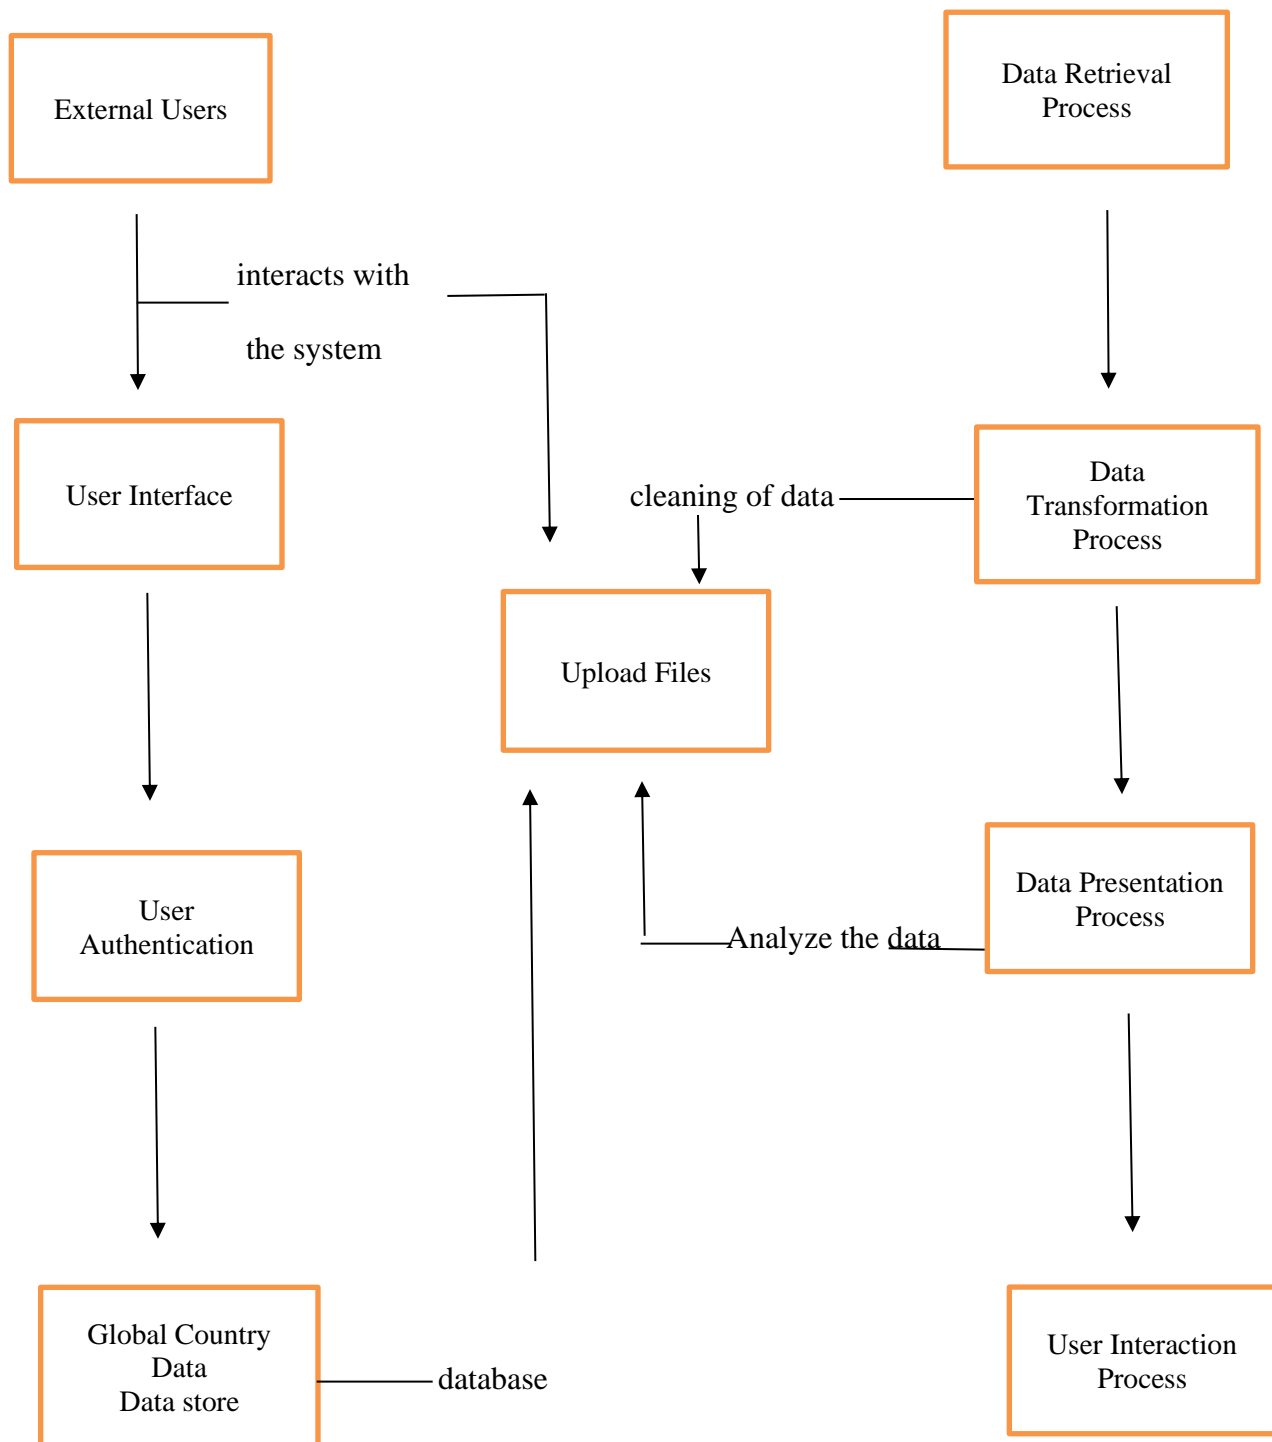 External Users
Data Retrieval
Process
interacts with
the system
User Interface
cleaning of data
Data
Transformation
Process
Upload Files
User
Authentication
Data Presentation
Process
Analyze the data
Global Country
Data
Data store
database
User Interaction
Process